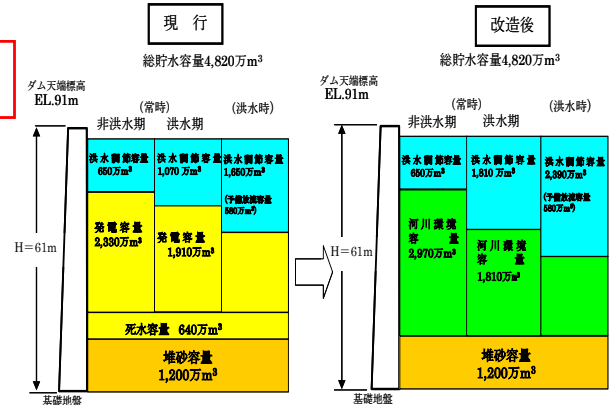 現　行
総貯水容量4,820万m³
ダム天端標高
EL.91m
(常時)
(洪水時)
非洪水期
洪水期
洪水調節容量
650万m³
洪水調節容量
1,070 万m³
洪水調節容量
1,650万m³
(予備放流容量
580万m³)
発電容量
2,330万m³
発電容量
1,910万m³
H＝61m
死水容量　640万m³
堆砂容量
1,200万m³
基礎地盤
改造後
総貯水容量4,820万m³
ダム天端標高
EL.91m
(常時)
(洪水時)
非洪水期
洪水期
洪水調節容量
650万m³
洪水調節容量
1,810 万m³
洪水調節容量
2,390万m³
(予備放流容量
580万m³)
河川環境
容　　量
2,970万m³
河川環境
容　　量
1,810万m³
H＝61m
堆砂容量
1,200万m³
基礎地盤